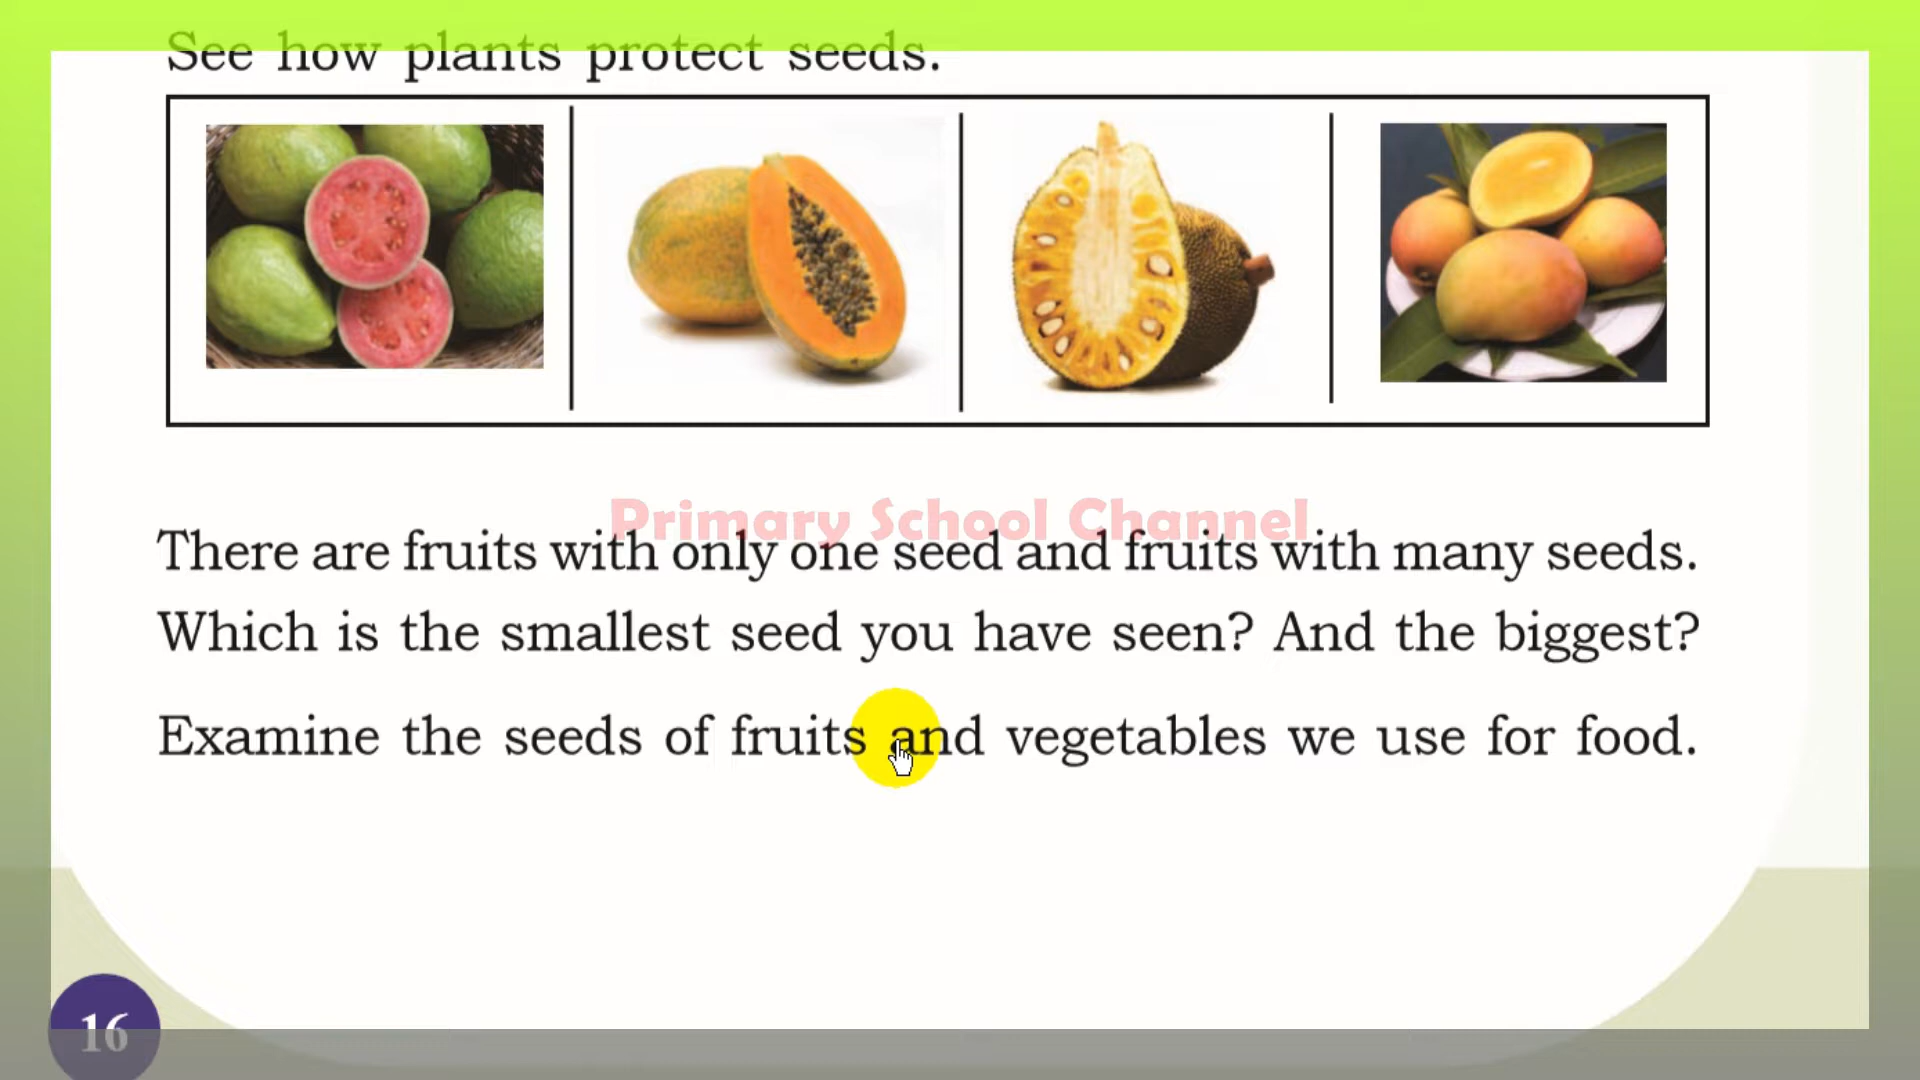 See how plants protect seeds.
Primary School Channel
There are fruits with only one seed and fruits with many seeds.
Which is the smallest seed you have seen? And the biggest?
Examine the seeds of fruits and vegetables we use for food.
16